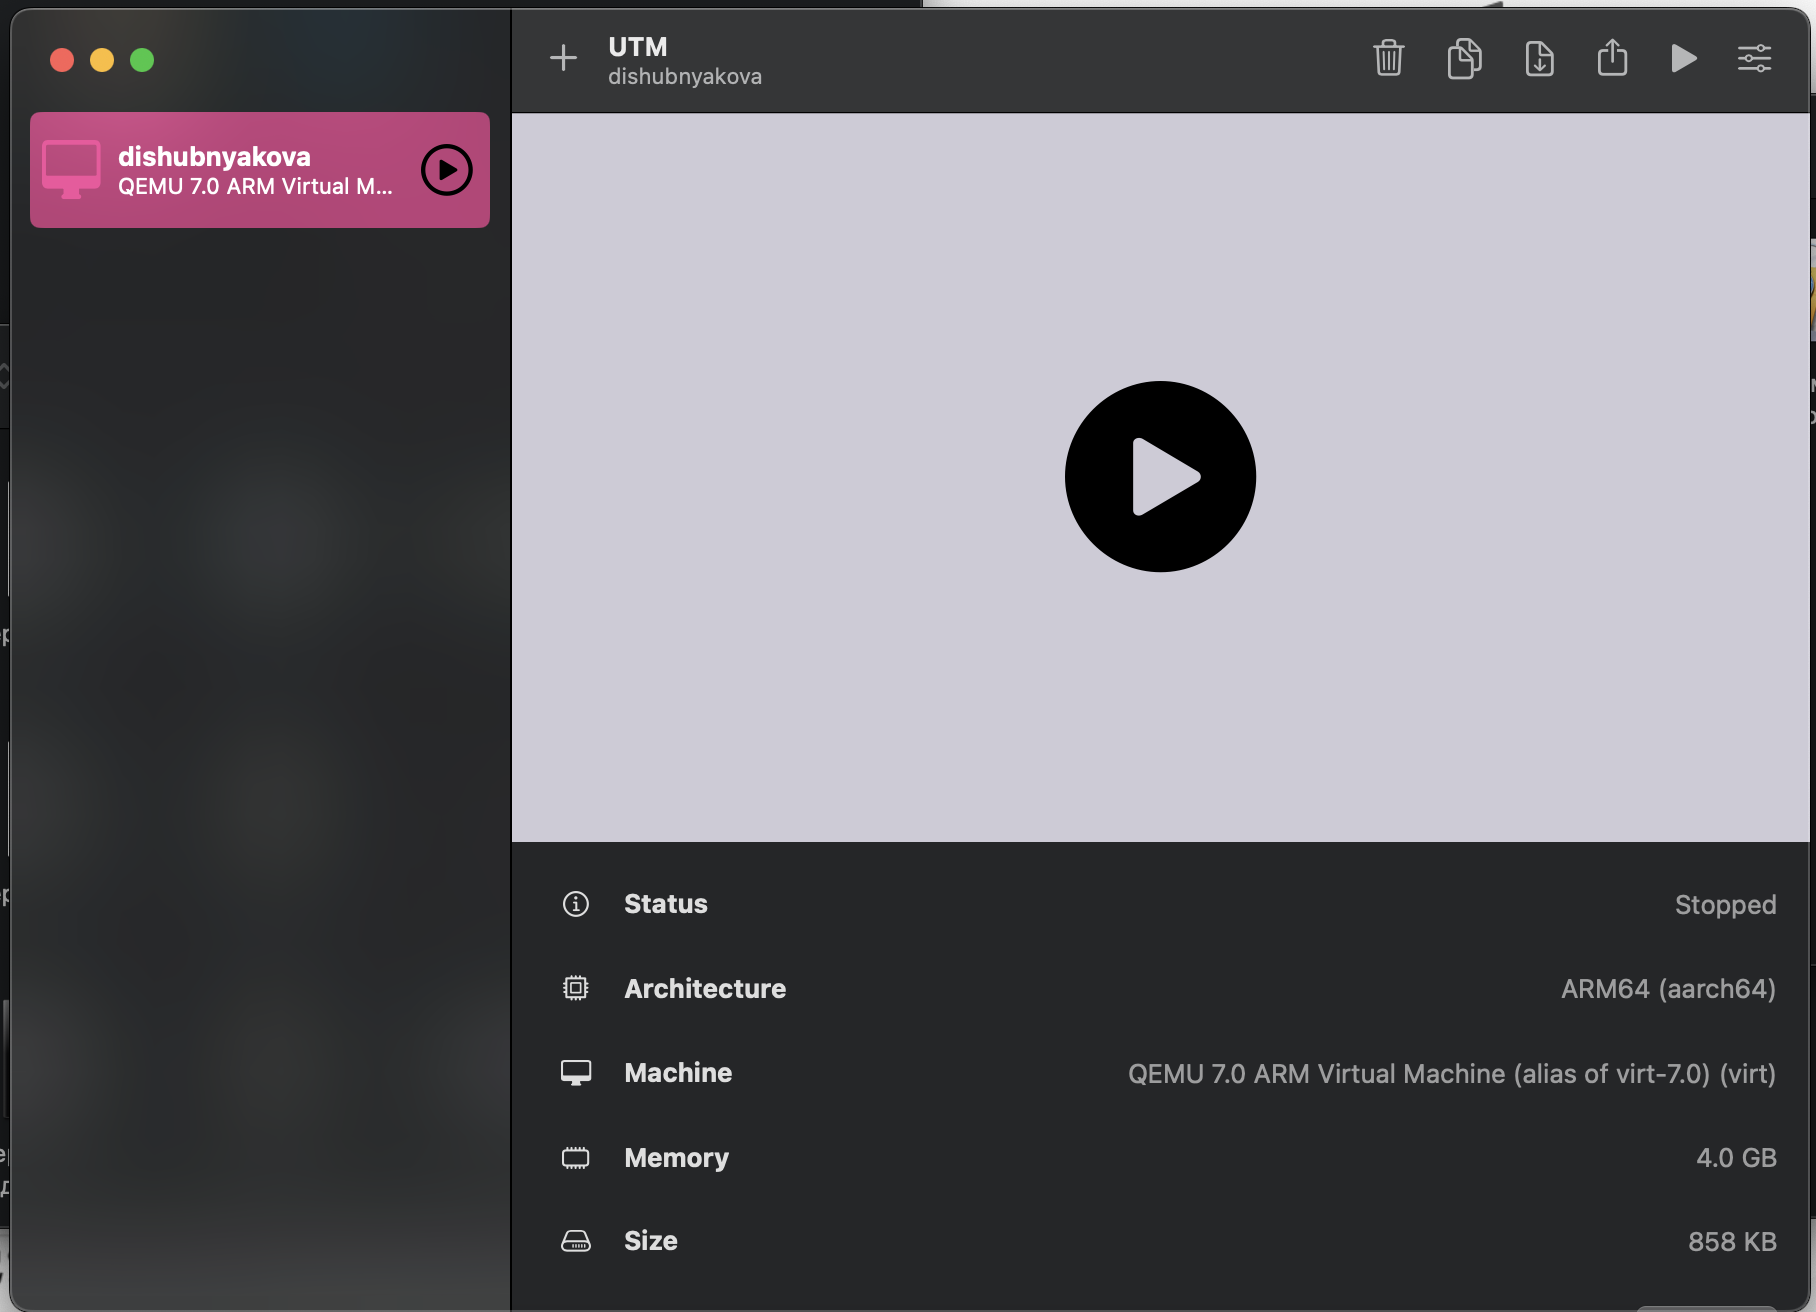 UTM
dishubnyakova
dishubnyakova
QEMU 7.0 ARM Virtual M...
Status
Stopped
Architecture
ARM64 (aarch64)
Machine
QEMU 7.0 ARM Virtual Machine (alias of virt-7.0) (virt)
Memory
4.0 GB
Size
858 KB